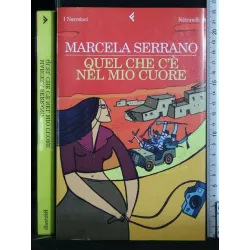 I Narratori
Feltrinelli
MARCELA SERRANO
QUEL CHE C'È
NEL MIO CUORE